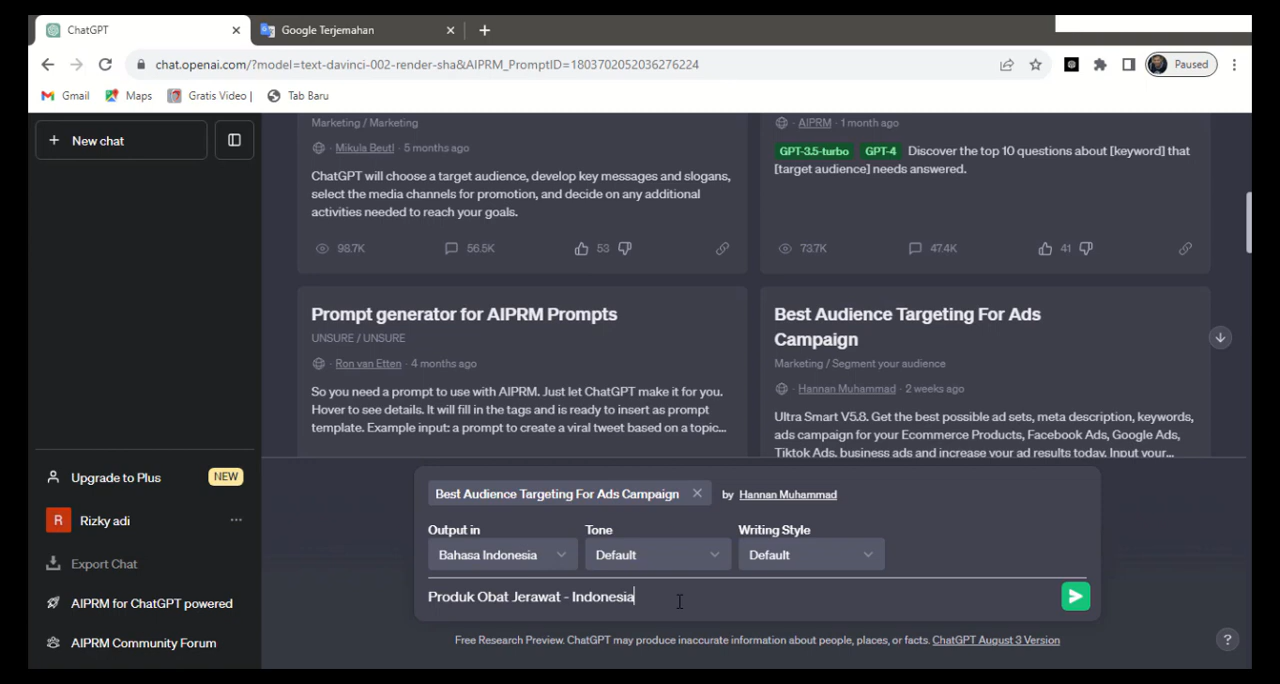 ChatGPT
Google Terjemahan
chat.openai.com/?model=text-davinci-002-render-sha&AIPRM_PromptID=1803702052036276224
Paused
Gmail
Maps
Gratis Video |
Tab Baru
New chat
Marketing / Marketing
Mikula Beutl · 5 months ago
ChatGPT will choose a target audience, develop key messages and slogans,
select the media channels for promotion, and decide on any additional
activities needed to reach your goals.
98.7K
56.5K
53
AIPRM · 1 month ago
GPT-3.5-turbo GPT-4 Discover the top 10 questions about [keyword] that
[target audience] needs answered.
73.7K
47.4K
41
Prompt generator for AIPRM Prompts
UNSURE / UNSURE
· Ron van Etten · 4 months ago
So you need a prompt to use with AIPRM. Just let ChatGPT make it for you.
Hover to see details. It will fill in the tags and is ready to insert as prompt
template. Example input: a prompt to create a viral tweet based on a topic...
Best Audience Targeting For Ads
Campaign
Marketing / Segment your audience
· Hannan Muhammad · 2 weeks ago
Ultra Smart V5.8. Get the best possible ad sets, meta description, keywords,
ads campaign for your Ecommerce Products, Facebook Ads, Google Ads,
Tiktok Ads, business ads and increase your ad results today. Input your...
Upgrade to Plus
NEW
R Rizky adi
Export Chat
AIPRM for ChatGPT powered
AIPRM Community Forum
Best Audience Targeting For Ads Campaign
by Hannan Muhammad
Output in
Tone
Writing Style
Bahasa Indonesia
Default
Default
Produk Obat Jerawat - Indonesia
Free Research Preview. ChatGPT may produce inaccurate information about people, places, or facts. ChatGPT August 3 Version
?